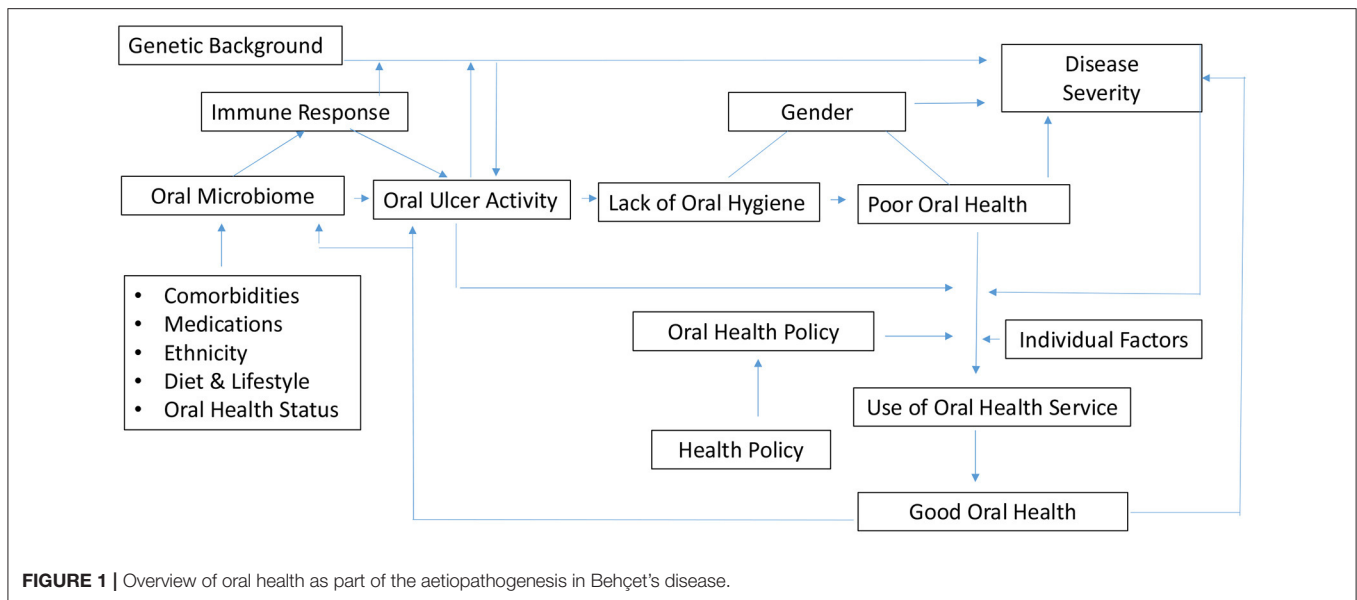 Genetic Background
Disease
Severity
Immune Response
Gender
Oral Microbiome
Oral Ulcer Activity
Lack of Oral Hygiene
Poor Oral Health
• Comorbidities
• Medications
• Ethnicity
• Diet & Lifestyle
• Oral Health Status
Oral Health Policy
Individual Factors
Use of Oral Health Service
Health Policy
Good Oral Health
FIGURE 1 | Overview of oral health as part of the aetiopathogenesis in Behçet's disease.